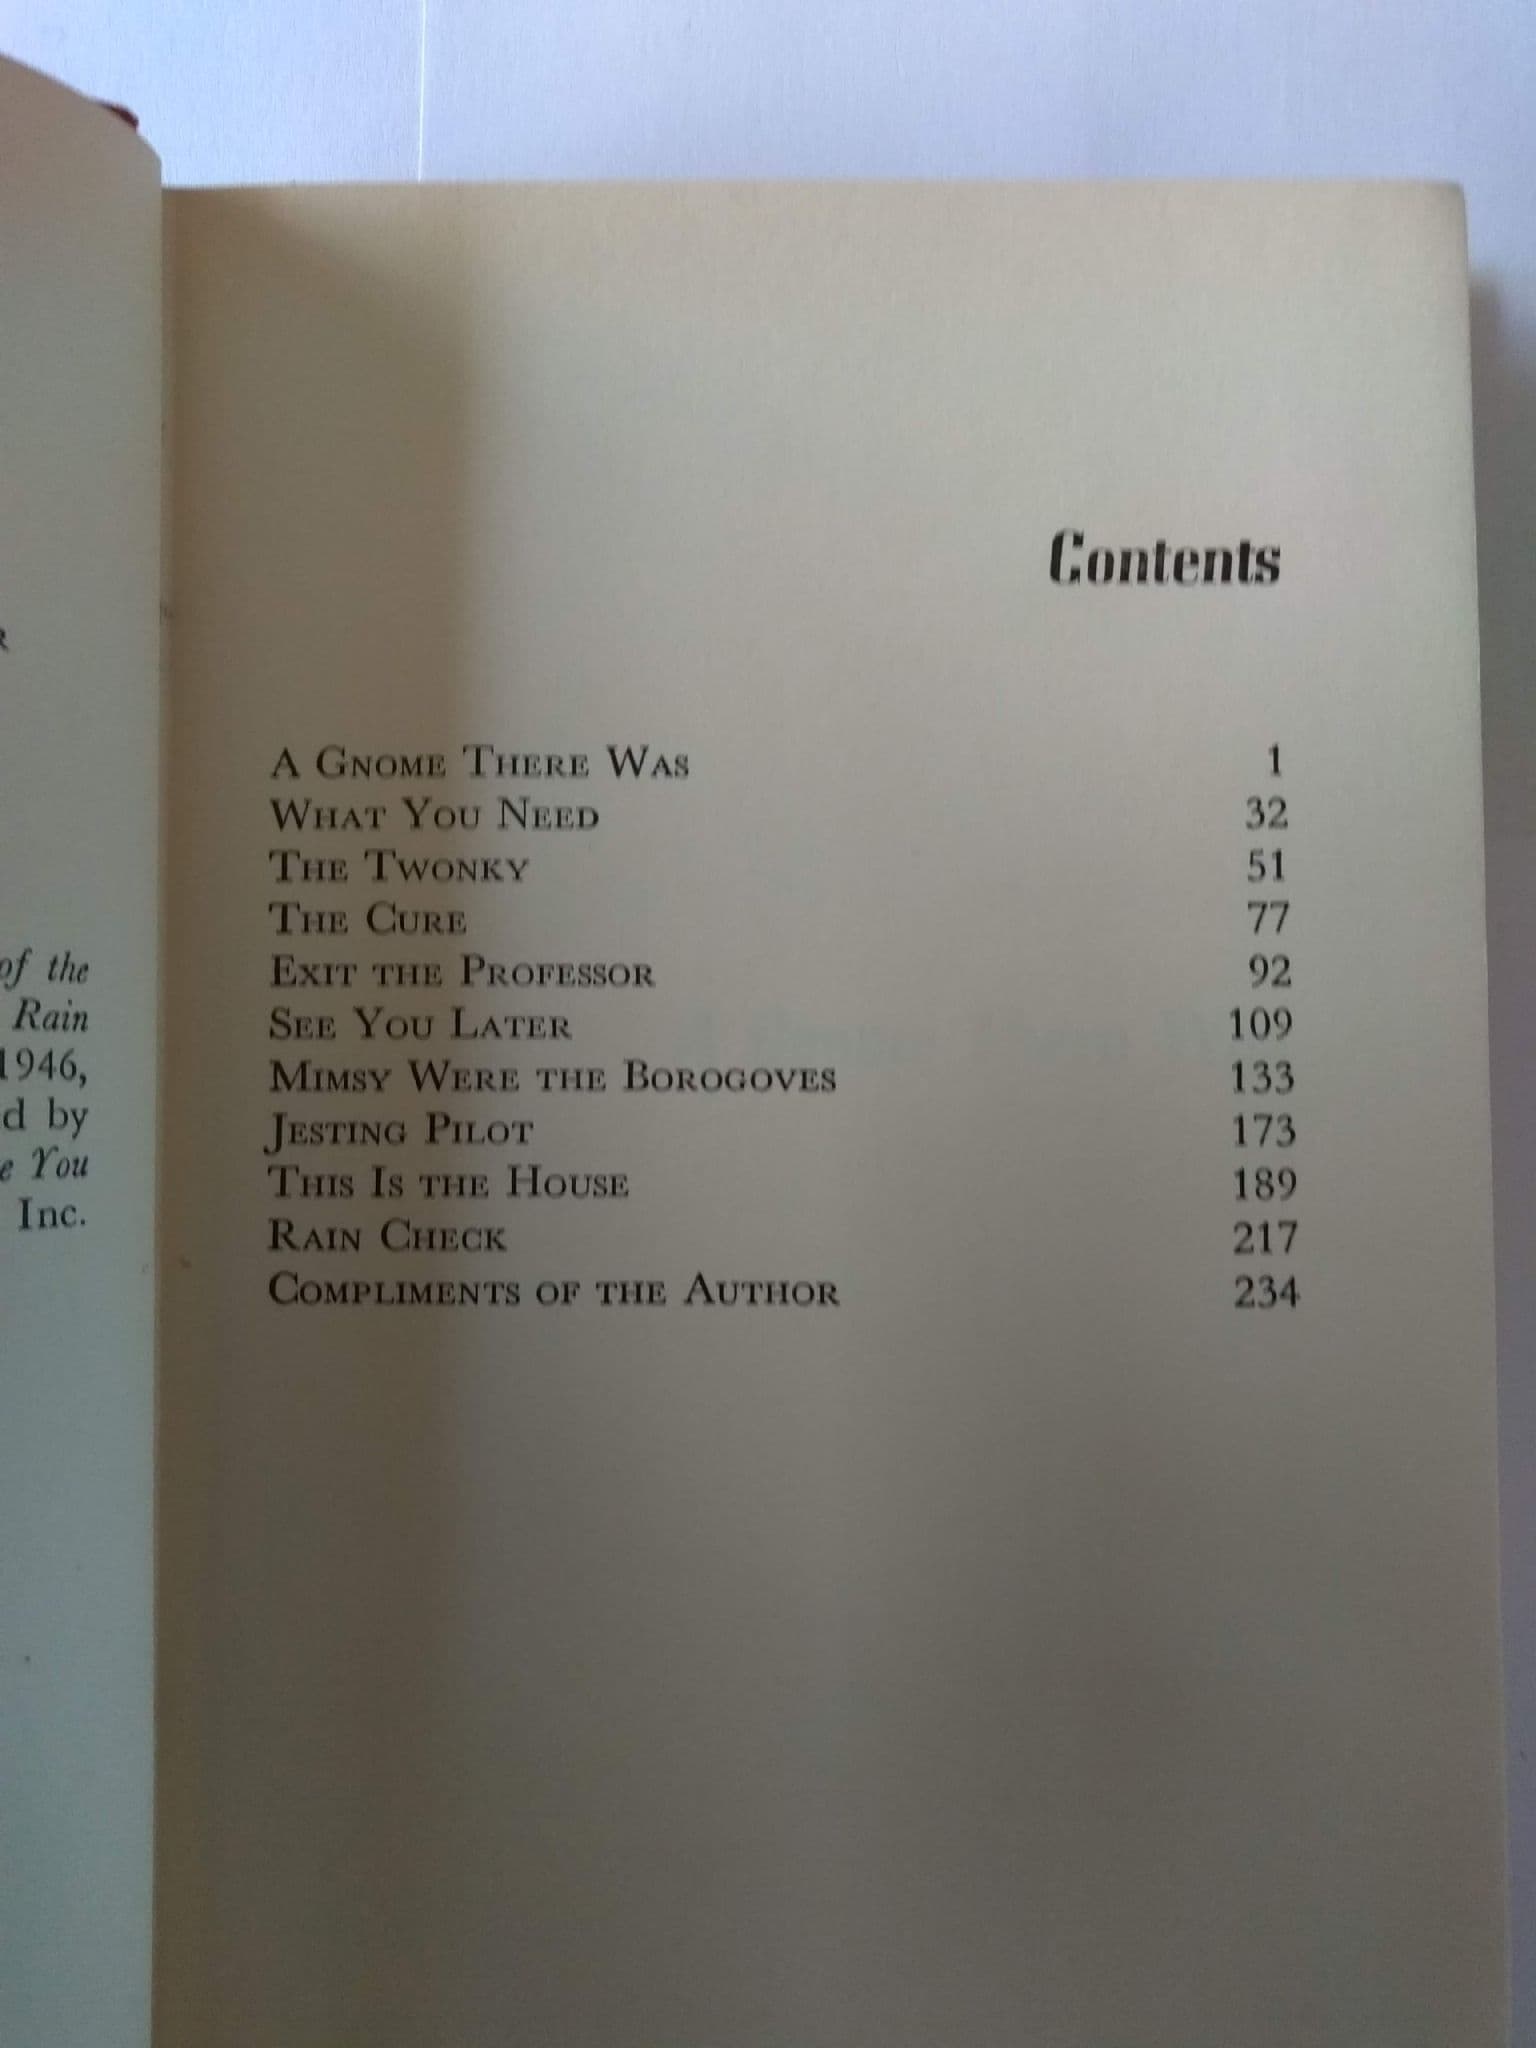 of the
Rain
1946,
d by
e You
Inc.
Contents
A Gnome There Was 1
What You Need 32
The Twonky 51
The Cure 77
Exit the Professor 92
See You Later 109
Mimsy Were the Borogoves 133
Jesting Pilot 173
This Is the House 189
Rain Check 217
Compliments of the Author 234